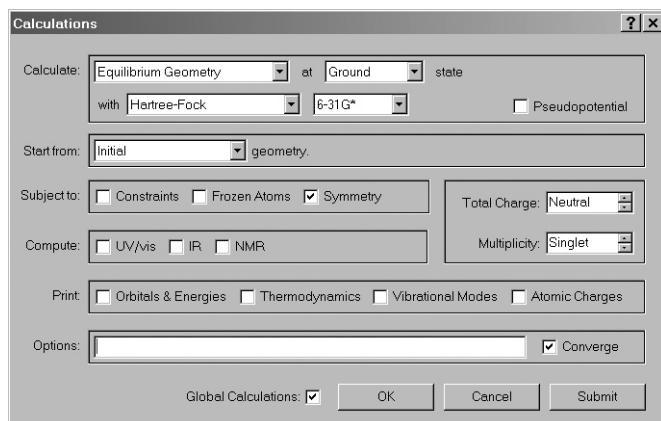 Calculations
Calculate: Equilibrium Geometry at Ground state
with Hartree-Fock 6-31G* Pseudopotential
Start from: Initial geometry.
Subject to: Constraints Frozen Atoms Symmetry
Total Charge: Neutral
Compute: UV/vis IR NMR
Multiplicity: Singlet
Print: Orbitals & Energies Thermodynamics Vibrational Modes Atomic Charges
Options: Converge
Global Calculations: OK Cancel Submit